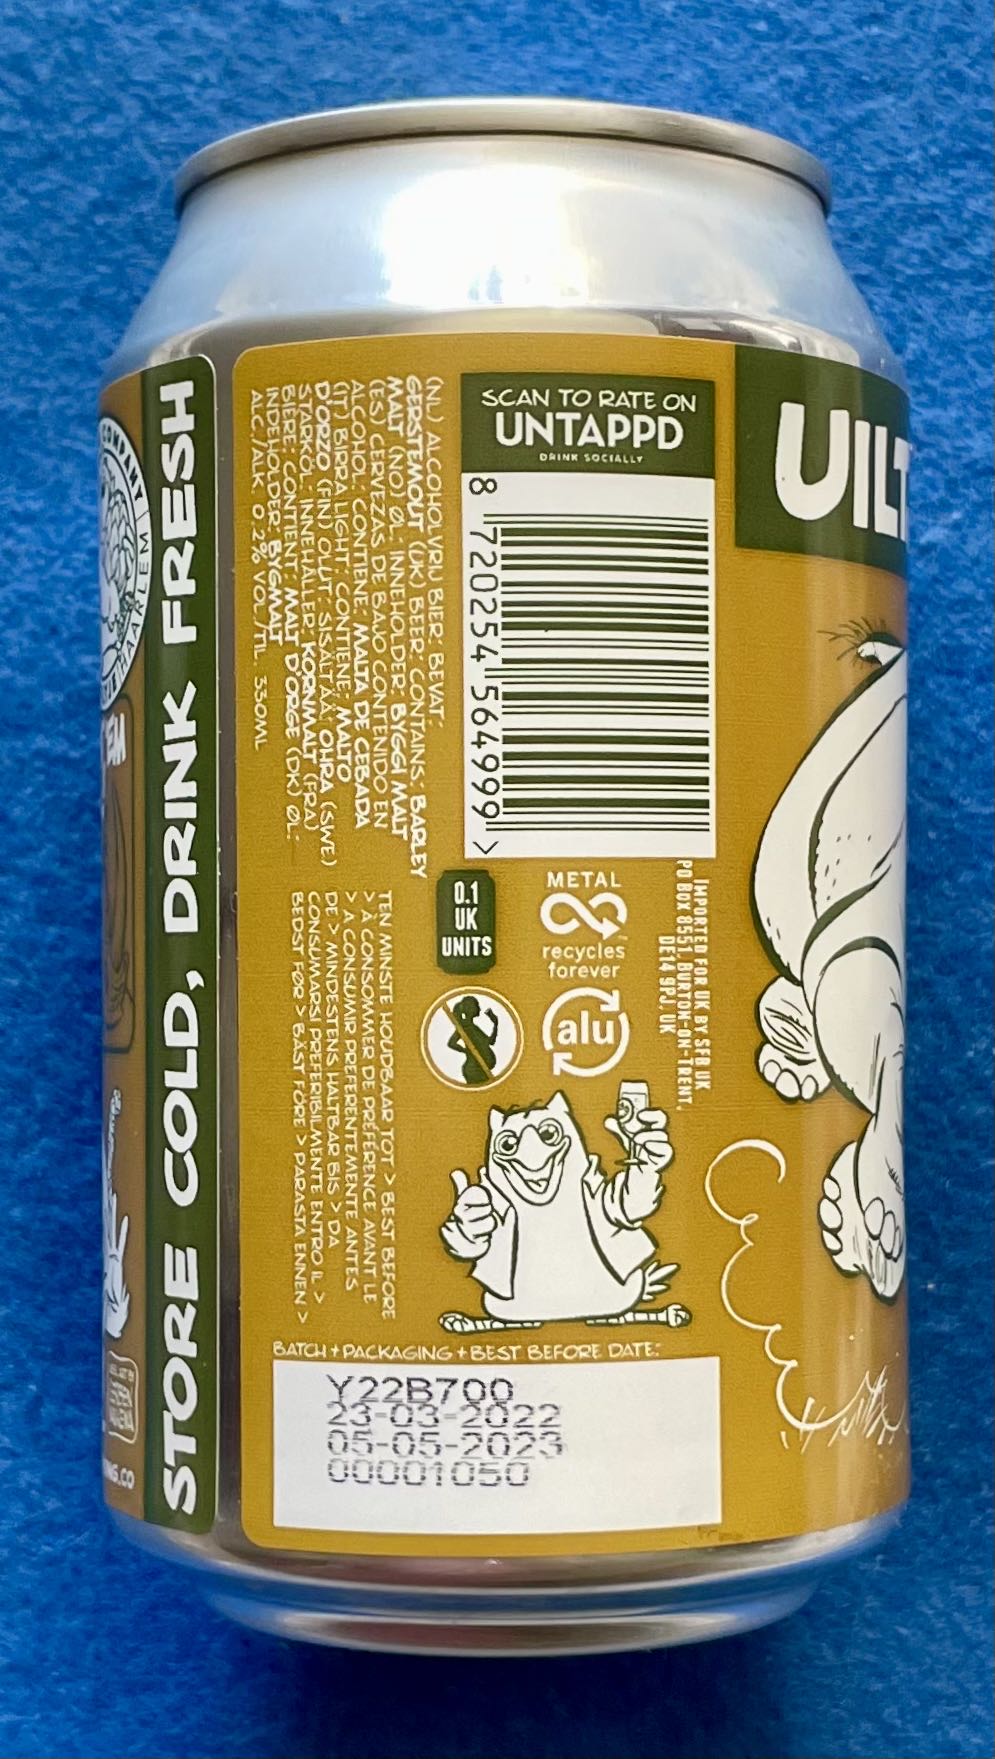 COMPANY
HAARLEM
STORE COLD, DRINK FRESH
SCAN TO RATE ON
UNTAPPD
DRINK SOCIALLY
8 720254 564999 >
UILT
(NL) ALCOHOLVRIJ BIER: BEVAT:
GERSTEMOUT (UK) BEER: CONTAINS: BARLEY
MALT (NO) ØL: INNEHOLDER: BYGGMALT
(ES) CERVEZAS DE BAJO CONTENIDO EN
ALCOHOL: CONTIENE: MALTA DE CEBADA
(IT) BIRRA LIGHT: CONTIENE: MALTO
D'ORZO (FIN) OLUT: SISÄLTÄÄ: OHRA (SWE)
STARKÖL: INNEHÅLLER: KORNMALT (FRA)
BIÈRE: CONTIENT: MALT D'ORGE (DK) ØL:
INDEHOLDER: BYGMALT
ALC./ALK. 0.2% VOL./TIL. 330ML
IMPORTED FOR UK BY SFB UK
PO BOX 8551, BURTON-ON-TRENT,
DE14 9PJ, UK
0.1
UK
UNITS
METAL
recycles
forever
alu
TEN MINSTE HOUDBAAR TOT > BEST BEFORE
> À CONSOMMER DE PRÉFÉRENCE AVANT LE
> A CONSUMIR PREFERENTEMENTE ANTES
DE > MINDESTENS HALTBAR BIS > DA
CONSUMARSI PREFERIBILMENTE ENTRO IL >
BEDST FØR > BÄST FÖRE > PARASTA ENNEN >
BATCH + PACKAGING + BEST BEFORE DATE:
Y22B700
23-03-2022
05-05-2023
00001050